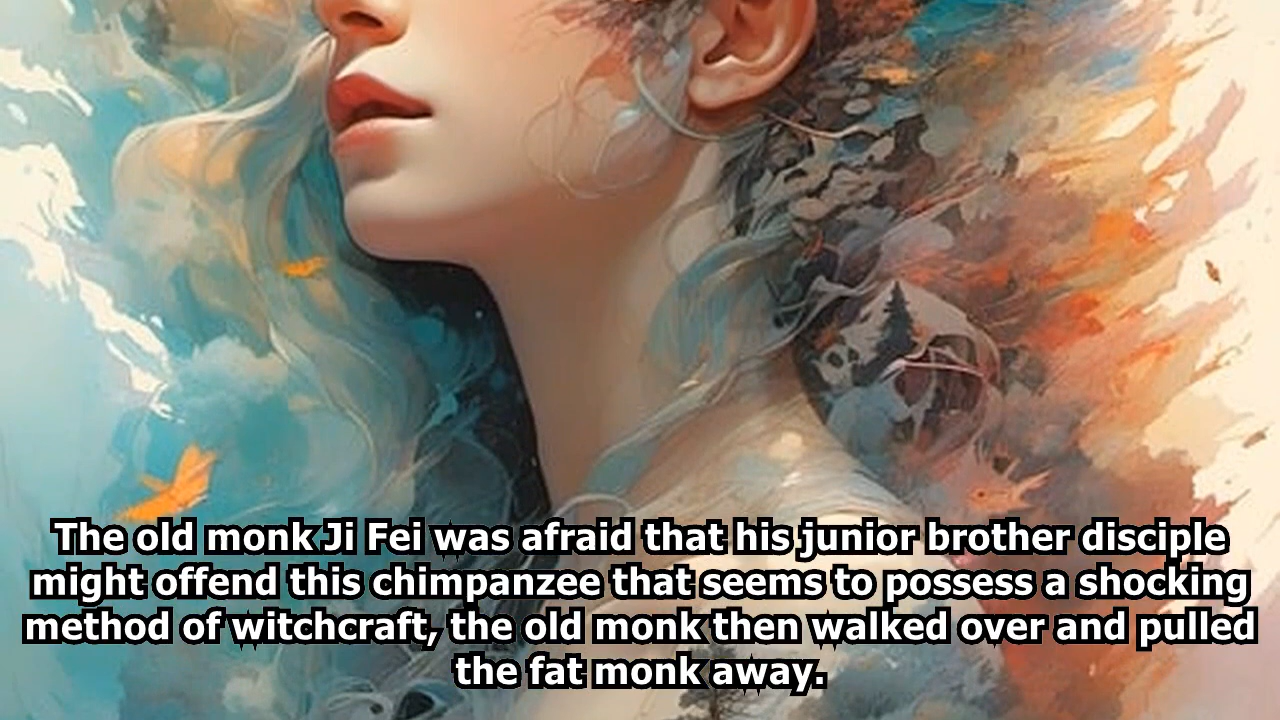 The old monk Ji Fei was afraid that his junior brother disciple
might offend this chimpanzee that seems to possess a shocking
method of witchcraft, the old monk then walked over and pulled
the fat monk away.